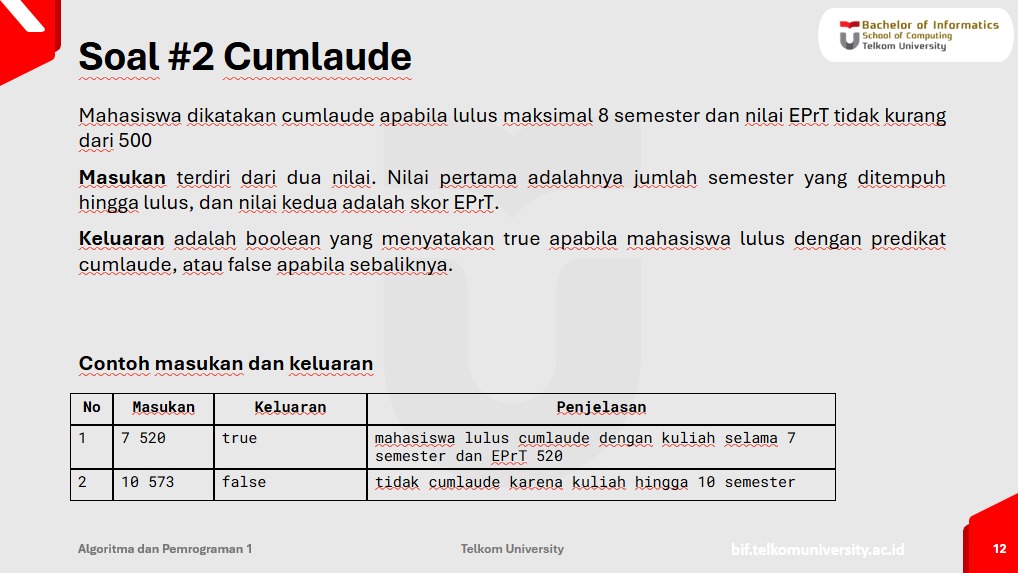 Bachelor of Informatics
School of Computing
Telkom University
Soal #2 Cumlaude
Mahasiswa dikatakan cumlaude apabila lulus maksimal 8 semester dan nilai EPrT tidak kurang
dari 500
Masukan terdiri dari dua nilai. Nilai pertama adalahnya jumlah semester yang ditempuh
hingga lulus, dan nilai kedua adalah skor EPrT.
Keluaran adalah boolean yang menyatakan true apabila mahasiswa lulus dengan predikat
cumlaude, atau false apabila sebaliknya.
Contoh masukan dan keluaran
No Masukan Keluaran Penjelasan
1 7 520 true mahasiswa lulus cumlaude dengan kuliah selama 7
semester dan EPrT 520
2 10 573 false tidak cumlaude karena kuliah hingga 10 semester
Algoritma dan Pemrograman 1 Telkom University bif.telkomuniversity.ac.id 12